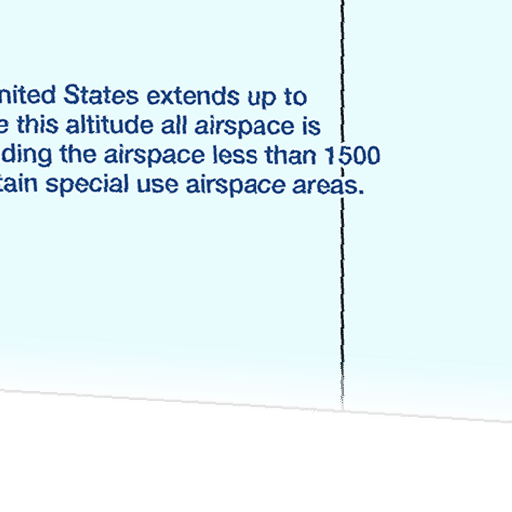 nited States extends up to
e this altitude all airspace is
ding the airspace less than 1500
tain special use airspace areas.